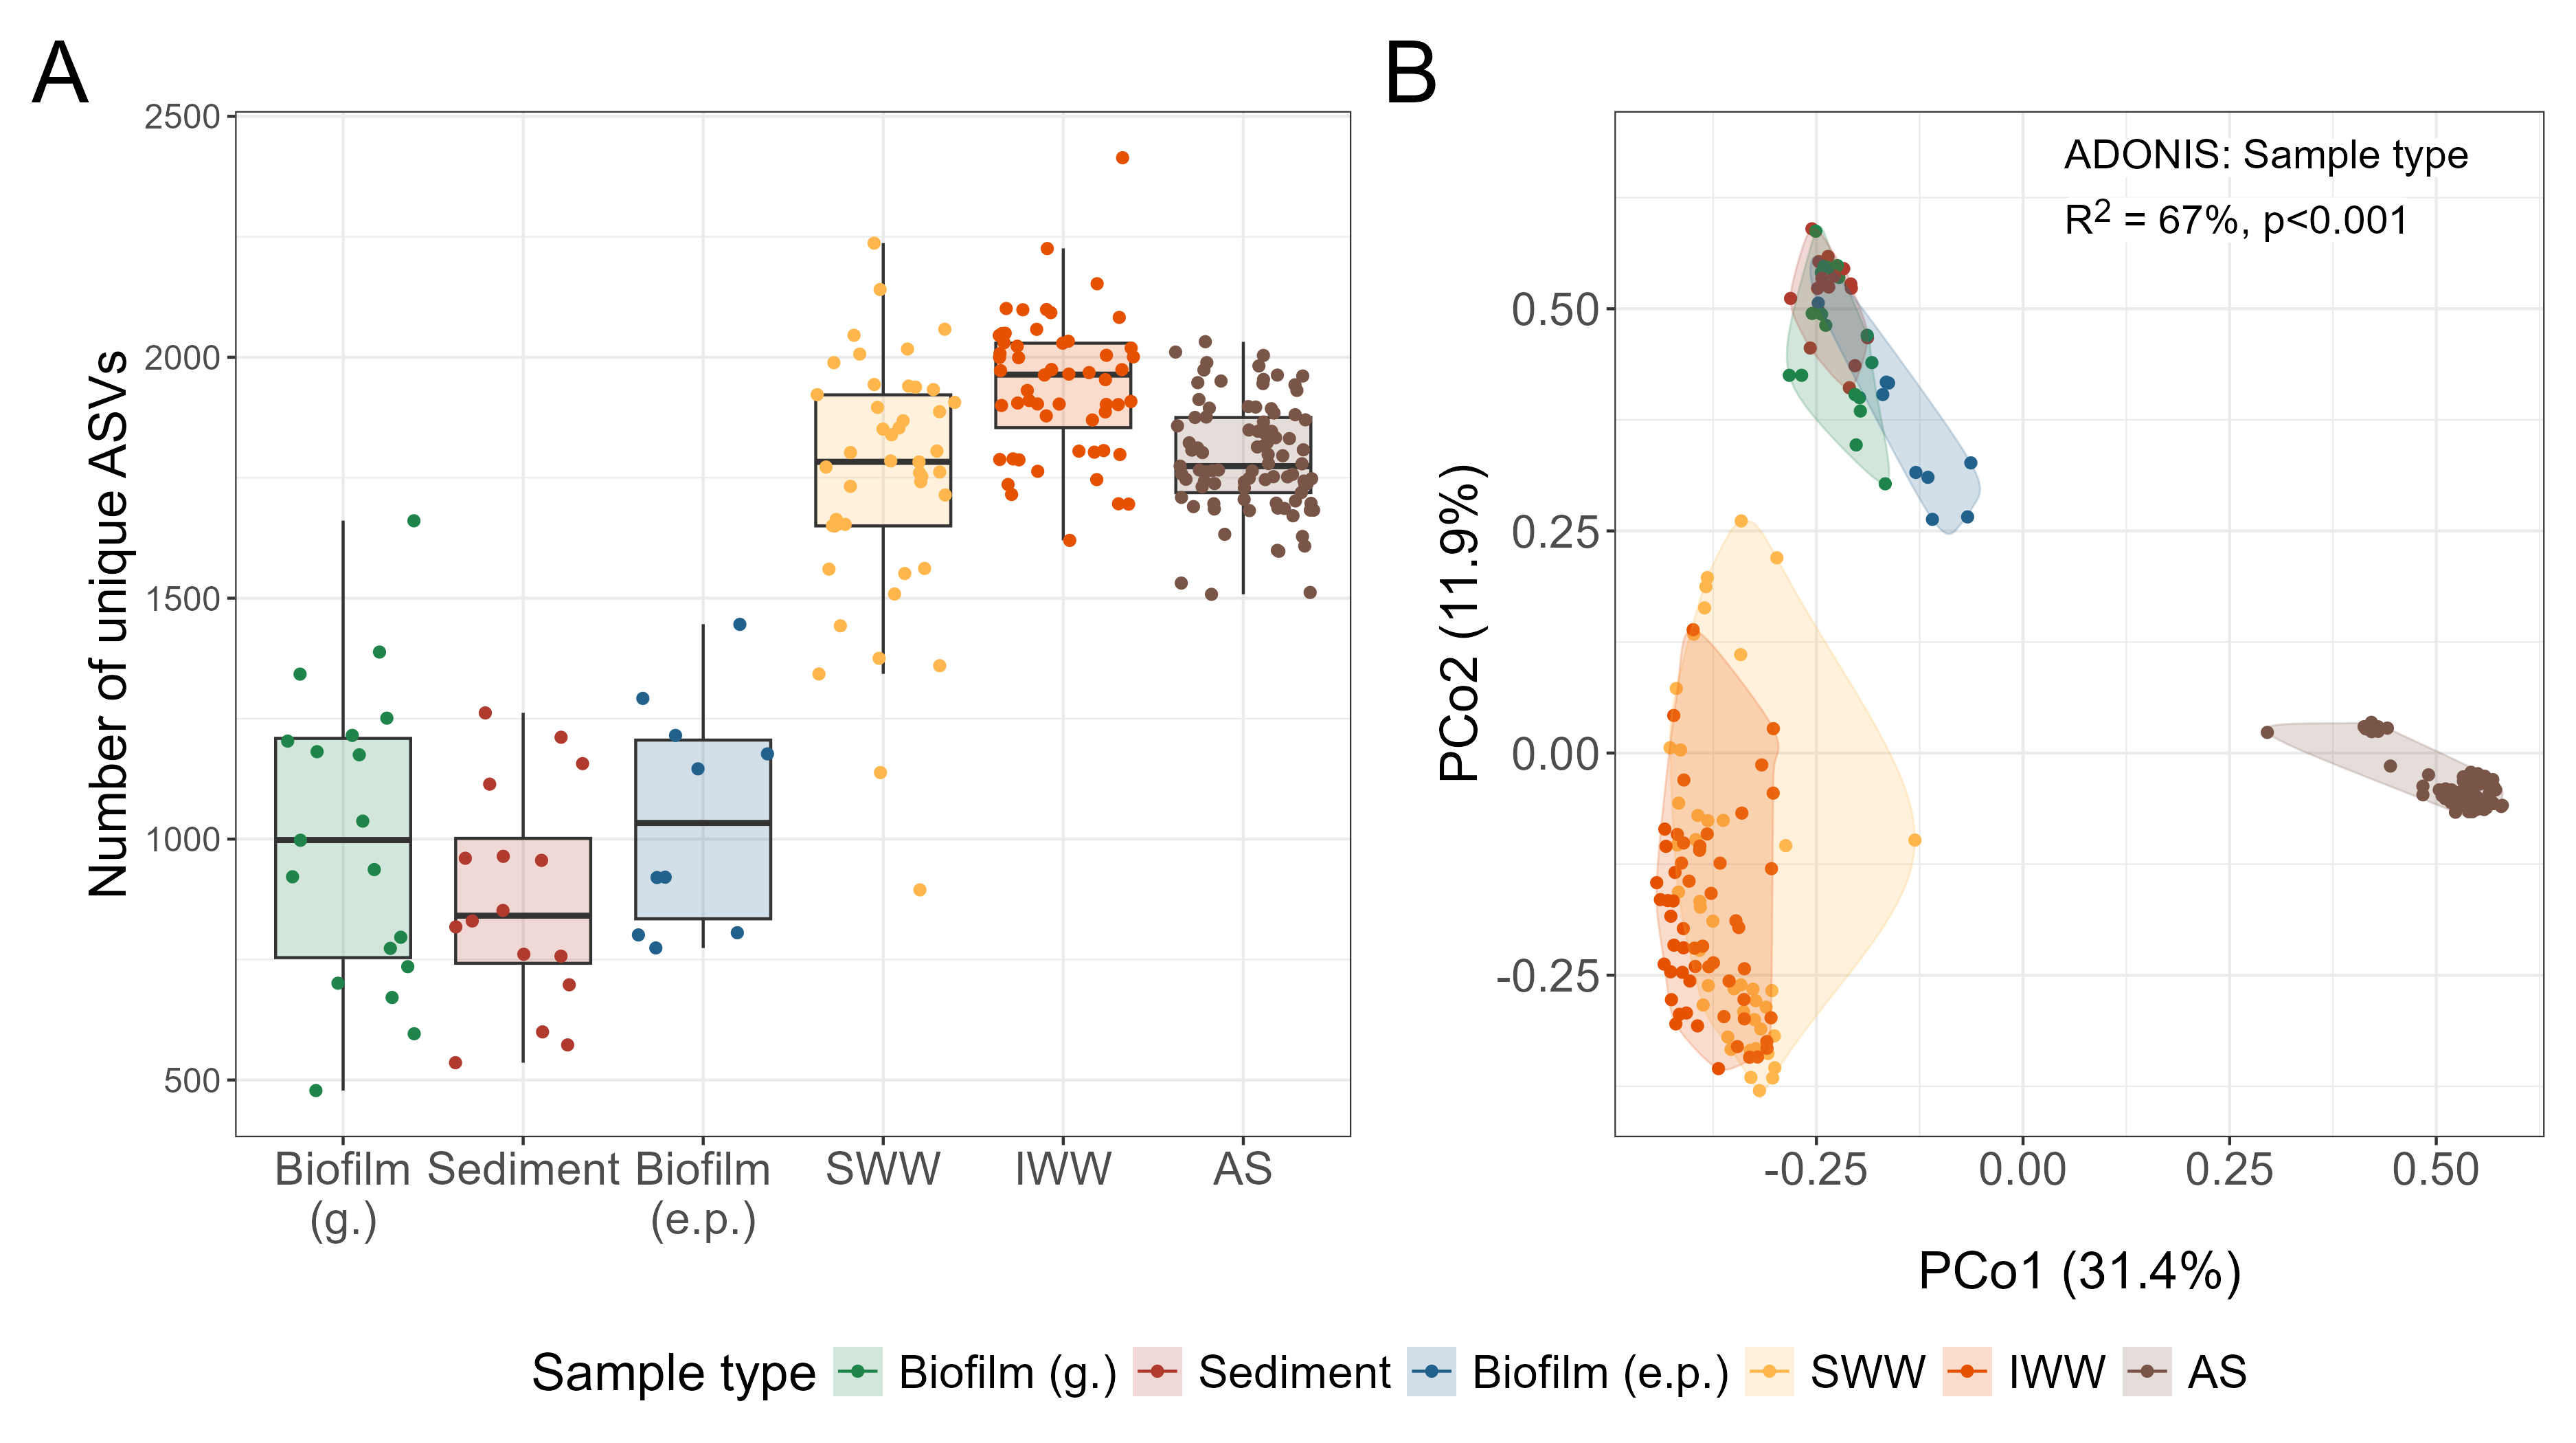 A
B
2500
2000
1500
1000
500
Number of unique ASVs
Biofilm
(g.)
Sediment
Biofilm
(e.p.)
SWW
IWW
AS
ADONIS: Sample type
R² = 67%, p<0.001
0.50
0.25
0.00
-0.25
PCo2 (11.9%)
-0.25
0.00
0.25
0.50
PCo1 (31.4%)
Sample type
Biofilm (g.)
Sediment
Biofilm (e.p.)
SWW
IWW
AS